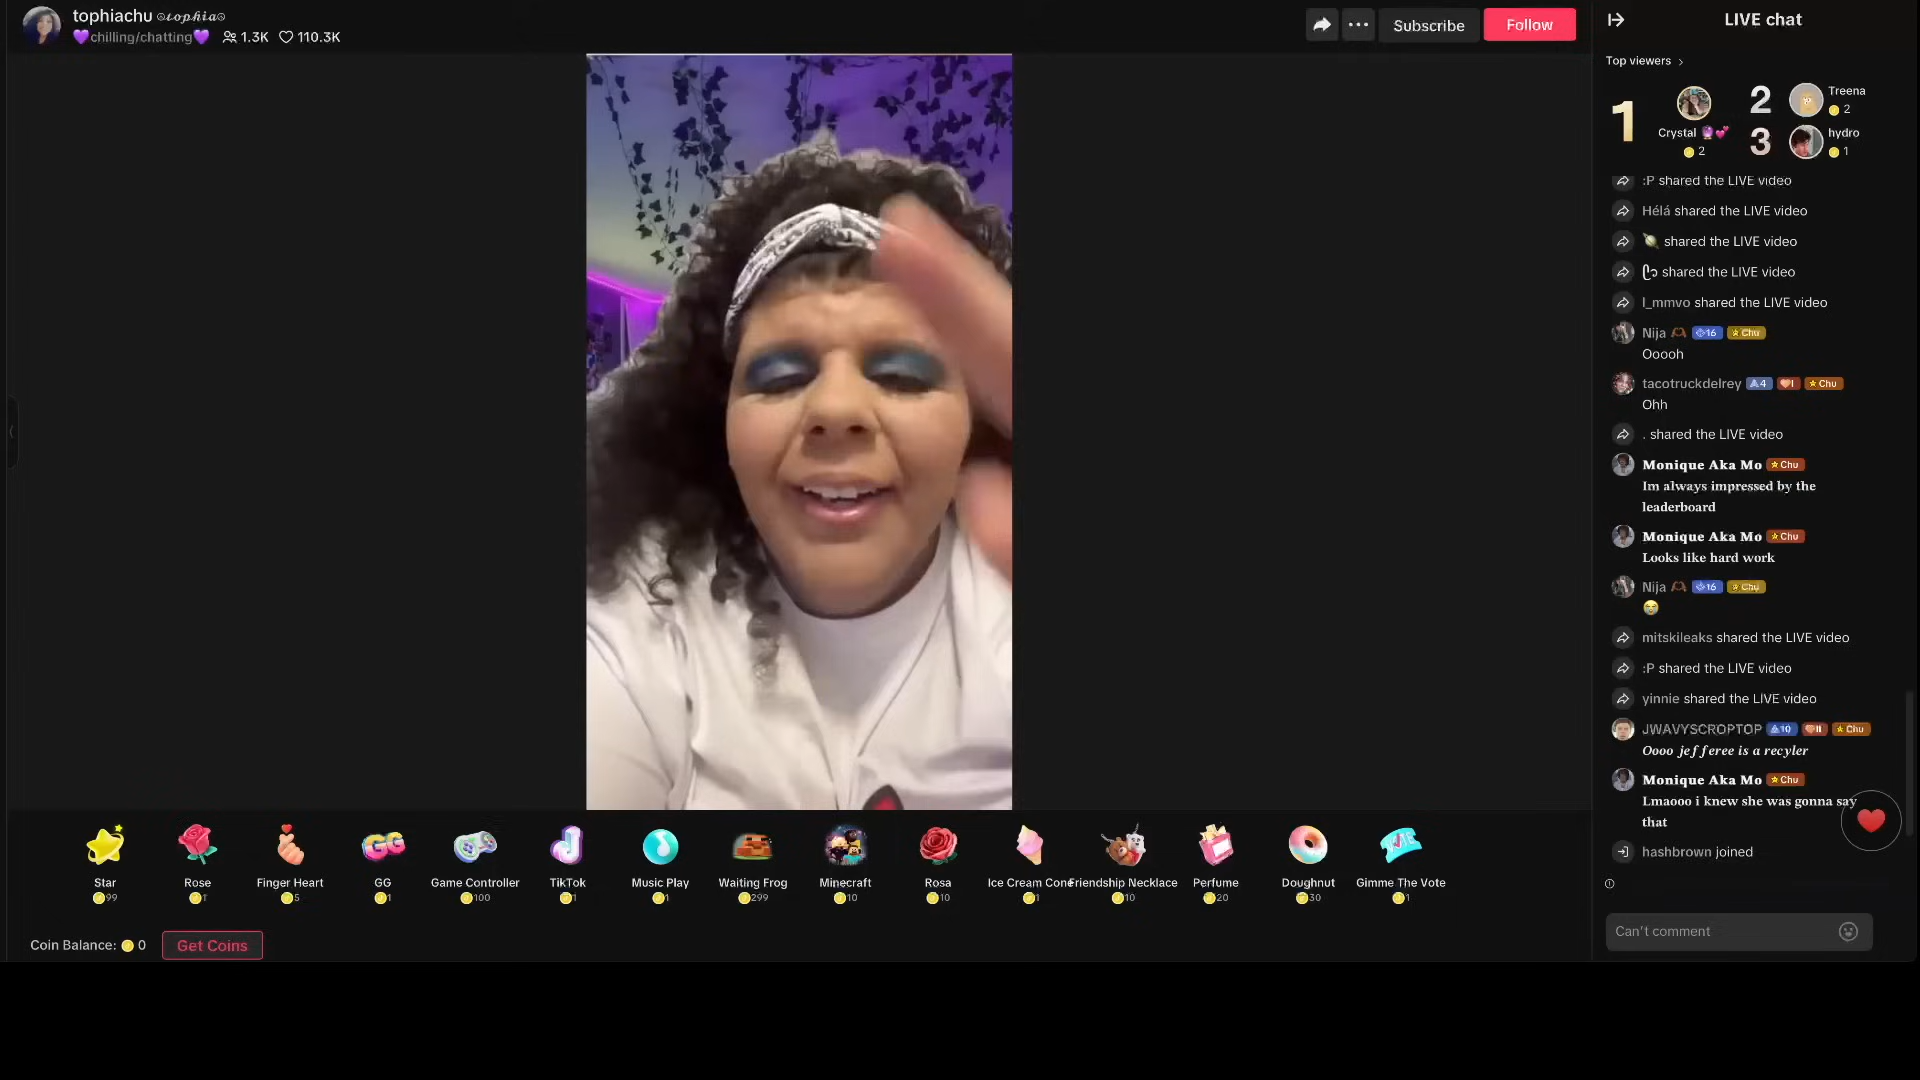 tophiachu ☺𝓽𝓸𝓹𝓱𝓲𝓪☺
💜chilling/chatting💜 1.3K 110.3K
Subscribe
Follow
LIVE chat
Top viewers
1
Crystal 🔮💕
2
2
Treena
2
3
hydro
1
:P shared the LIVE video
Hélá shared the LIVE video
🪐 shared the LIVE video
shared the LIVE video
l_mmvo shared the LIVE video
Nija 🫶🏾 16 Chu
Ooooh
tacotruckdelrey 4 I Chu
Ohh
. shared the LIVE video
Monique Aka Mo Chu
Im always impressed by the
leaderboard
Monique Aka Mo Chu
Looks like hard work
Nija 🫶🏾 16 Chu
😭
mitskileaks shared the LIVE video
:P shared the LIVE video
yinnie shared the LIVE video
JWAVYSCROPTOP 10 II Chu
Oooo jefferee is a recyler
Monique Aka Mo Chu
Lmaooo i knew she was gonna say
that
hashbrown joined
Can't comment
GG
Star
99
Rose
1
Finger Heart
5
GG
1
Game Controller
100
TikTok
1
Music Play
1
Waiting Frog
299
Minecraft
10
Rosa
10
Ice Cream Cone
1
Friendship Necklace
10
Perfume
20
Doughnut
30
Gimme The Vote
1
Coin Balance: 0
Get Coins